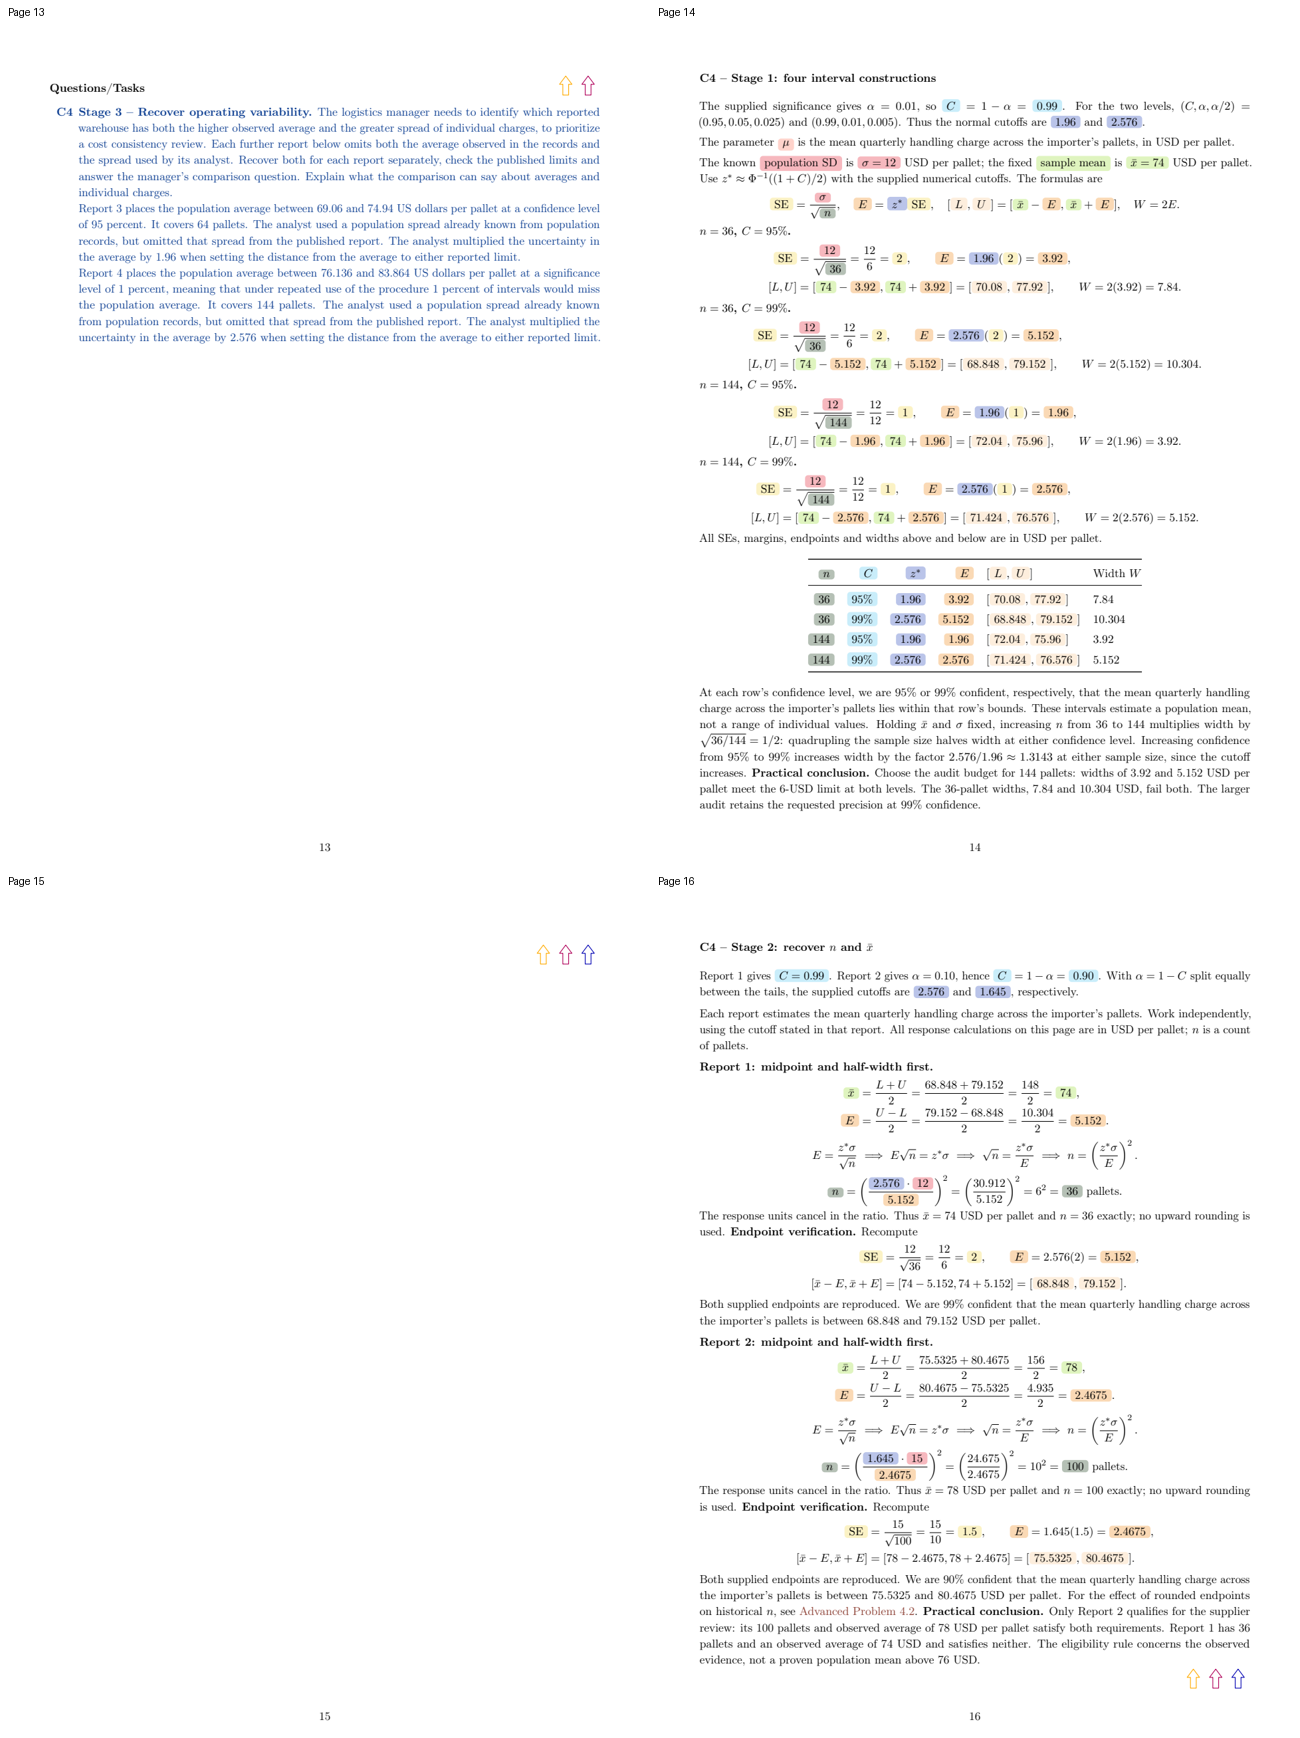 Page 13
Questions/Tasks
C4 Stage 3 – Recover operating variability. The logistics manager needs to identify which reported
warehouse has both the higher observed average and the greater spread of individual charges, to prioritize
a cost consistency review. Each further report below omits both the average observed in the records and
the spread used by its analyst. Recover both for each report separately, check the published limits and
answer the manager's comparison question. Explain what the comparison can say about averages and
individual charges.
Report 3 places the population average between 69.06 and 74.94 US dollars per pallet at a confidence level
of 95 percent. It covers 64 pallets. The analyst used a population spread already known from population
records, but omitted that spread from the published report. The analyst multiplied the uncertainty in
the average by 1.96 when setting the distance from the average to either reported limit.
Report 4 places the population average between 76.136 and 83.864 US dollars per pallet at a significance
level of 1 percent, meaning that under repeated use of the procedure 1 percent of intervals would miss
the population average. It covers 144 pallets. The analyst used a population spread already known
from population records, but omitted that spread from the published report. The analyst multiplied the
uncertainty in the average by 2.576 when setting the distance from the average to either reported limit.
13
Page 14
C4 – Stage 1: four interval constructions
The supplied significance gives α = 0.01, so C = 1 − α = 0.99 . For the two levels, (C, α, α/2) =
(0.95, 0.05, 0.025) and (0.99, 0.01, 0.005). Thus the normal cutoffs are 1.96 and 2.576 .
The parameter μ is the mean quarterly handling charge across the importer's pallets, in USD per pallet.
The known population SD is σ = 12 USD per pallet; the fixed sample mean is x̄ = 74 USD per pallet.
Use z* ≈ Φ⁻¹((1 + C)/2) with the supplied numerical cutoffs. The formulas are
SE = σ/√n, E = z* SE , [ L , U ] = [ x̄ − E , x̄ + E ], W = 2E.
n = 36, C = 95%.
SE = 12/√36 = 12/6 = 2 , E = 1.96 ( 2 ) = 3.92 ,
[L, U] = [ 74 − 3.92 , 74 + 3.92 ] = [ 70.08 , 77.92 ], W = 2(3.92) = 7.84.
n = 36, C = 99%.
SE = 12/√36 = 12/6 = 2 , E = 2.576 ( 2 ) = 5.152 ,
[L, U] = [ 74 − 5.152 , 74 + 5.152 ] = [ 68.848 , 79.152 ], W = 2(5.152) = 10.304.
n = 144, C = 95%.
SE = 12/√144 = 12/12 = 1 , E = 1.96 ( 1 ) = 1.96 ,
[L, U] = [ 74 − 1.96 , 74 + 1.96 ] = [ 72.04 , 75.96 ], W = 2(1.96) = 3.92.
n = 144, C = 99%.
SE = 12/√144 = 12/12 = 1 , E = 2.576 ( 1 ) = 2.576 ,
[L, U] = [ 74 − 2.576 , 74 + 2.576 ] = [ 71.424 , 76.576 ], W = 2(2.576) = 5.152.
All SEs, margins, endpoints and widths above and below are in USD per pallet.
n C z* E [ L , U ] Width W
36 95% 1.96 3.92 [ 70.08 , 77.92 ] 7.84
36 99% 2.576 5.152 [ 68.848 , 79.152 ] 10.304
144 95% 1.96 1.96 [ 72.04 , 75.96 ] 3.92
144 99% 2.576 2.576 [ 71.424 , 76.576 ] 5.152
At each row's confidence level, we are 95% or 99% confident, respectively, that the mean quarterly handling
charge across the importer's pallets lies within that row's bounds. These intervals estimate a population mean,
not a range of individual values. Holding x̄ and σ fixed, increasing n from 36 to 144 multiplies width by
√36/144 = 1/2: quadrupling the sample size halves width at either confidence level. Increasing confidence
from 95% to 99% increases width by the factor 2.576/1.96 ≈ 1.3143 at either sample size, since the cutoff
increases. Practical conclusion. Choose the audit budget for 144 pallets: widths of 3.92 and 5.152 USD per
pallet meet the 6-USD limit at both levels. The 36-pallet widths, 7.84 and 10.304 USD, fail both. The larger
audit retains the requested precision at 99% confidence.
14
Page 15
15
Page 16
C4 – Stage 2: recover n and x̄
Report 1 gives C = 0.99 . Report 2 gives α = 0.10, hence C = 1 − α = 0.90 . With α = 1 − C split equally
between the tails, the supplied cutoffs are 2.576 and 1.645 , respectively.
Each report estimates the mean quarterly handling charge across the importer's pallets. Work independently,
using the cutoff stated in that report. All response calculations on this page are in USD per pallet; n is a count
of pallets.
Report 1: midpoint and half-width first.
x̄ = (L + U)/2 = (68.848 + 79.152)/2 = 148/2 = 74 ,
E = (U − L)/2 = (79.152 − 68.848)/2 = 10.304/2 = 5.152 .
E = z*σ/√n ⟹ E√n = z*σ ⟹ √n = z*σ/E ⟹ n = (z*σ/E)².
n = (2.576 · 12 / 5.152)² = (30.912/5.152)² = 6² = 36 pallets.
The response units cancel in the ratio. Thus x̄ = 74 USD per pallet and n = 36 exactly; no upward rounding is
used. Endpoint verification. Recompute
SE = 12/√36 = 12/6 = 2 , E = 2.576(2) = 5.152 ,
[x̄ − E, x̄ + E] = [74 − 5.152, 74 + 5.152] = [ 68.848 , 79.152 ].
Both supplied endpoints are reproduced. We are 99% confident that the mean quarterly handling charge across
the importer's pallets is between 68.848 and 79.152 USD per pallet.
Report 2: midpoint and half-width first.
x̄ = (L + U)/2 = (75.5325 + 80.4675)/2 = 156/2 = 78 ,
E = (U − L)/2 = (80.4675 − 75.5325)/2 = 4.935/2 = 2.4675 .
E = z*σ/√n ⟹ E√n = z*σ ⟹ √n = z*σ/E ⟹ n = (z*σ/E)².
n = (1.645 · 15 / 2.4675)² = (24.675/2.4675)² = 10² = 100 pallets.
The response units cancel in the ratio. Thus x̄ = 78 USD per pallet and n = 100 exactly; no upward rounding
is used. Endpoint verification. Recompute
SE = 15/√100 = 15/10 = 1.5 , E = 1.645(1.5) = 2.4675 ,
[x̄ − E, x̄ + E] = [78 − 2.4675, 78 + 2.4675] = [ 75.5325 , 80.4675 ].
Both supplied endpoints are reproduced. We are 90% confident that the mean quarterly handling charge across
the importer's pallets is between 75.5325 and 80.4675 USD per pallet. For the effect of rounded endpoints
on historical n, see Advanced Problem 4.2. Practical conclusion. Only Report 2 qualifies for the supplier
review: its 100 pallets and observed average of 78 USD per pallet satisfy both requirements. Report 1 has 36
pallets and an observed average of 74 USD and satisfies neither. The eligibility rule concerns the observed
evidence, not a proven population mean above 76 USD.
16